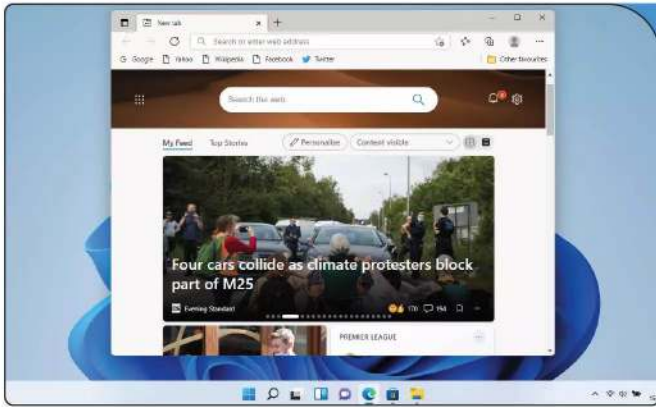 New tab
Search or enter web address
Google Yahoo Wikipedia Facebook Twitter Other favourites
Search the web
My Feed Top Stories Personalise Content visible
Four cars collide as climate protesters block
part of M25
Evening Standard 170 194
PREMIER LEAGUE